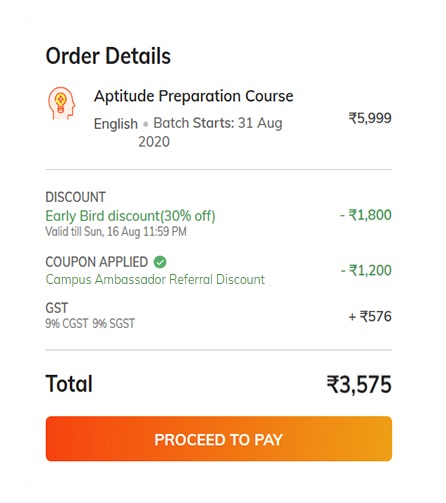 Order Details
Aptitude Preparation Course
English • Batch Starts: 31 Aug
2020
₹5,999
DISCOUNT
Early Bird discount(30% off)
- ₹1,800
Valid till Sun, 16 Aug 11:59 PM
COUPON APPLIED
Campus Ambassador Referral Discount
- ₹1,200
GST
9% CGST 9% SGST
+ ₹576
Total
₹3,575
PROCEED TO PAY